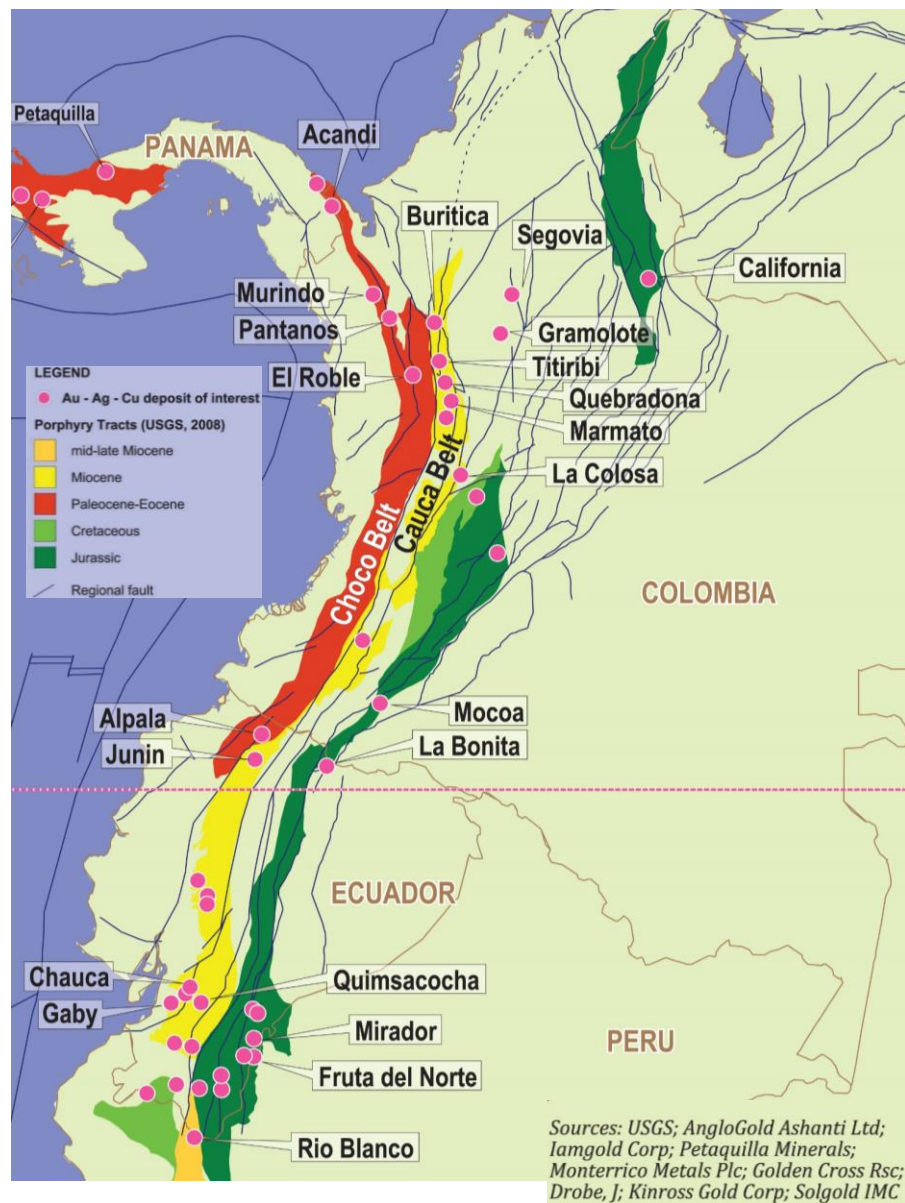 Petaquilla
PANAMA
Acandi
Buritica
Segovia
California
Murindo
Pantanos
Gramolote
Titiribi
El Roble
Quebradona
Marmato
La Colosa
LEGEND
Au - Ag - Cu deposit of interest
Porphyry Tracts (USGS, 2008)
mid-late Miocene
Miocene
Paleocene-Eocene
Cretaceous
Jurassic
Regional fault
Cauca Belt
Choco Belt
COLOMBIA
Alpala
Mocoa
Junin
La Bonita
ECUADOR
Chauca
Quimsacocha
Gaby
Mirador
PERU
Fruta del Norte
Rio Blanco
Sources: USGS; AngloGold Ashanti Ltd;
Iamgold Corp; Petaquilla Minerals;
Monterrico Metals Plc; Golden Cross Rsc;
Drobe, J; Kinross Gold Corp; Solgold IMC